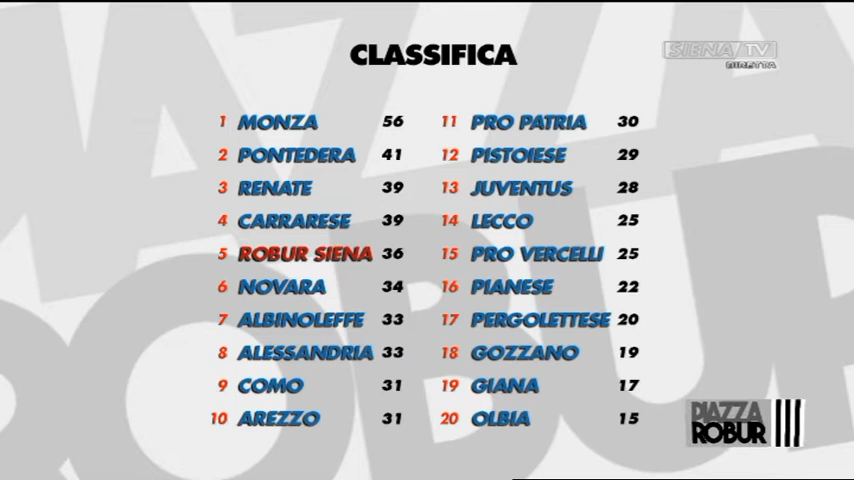 CLASSIFICA
SIENA TV
DIRETTA
1 MONZA 56
2 PONTEDERA 41
3 RENATE 39
4 CARRARESE 39
5 ROBUR SIENA 36
6 NOVARA 34
7 ALBINOLEFFE 33
8 ALESSANDRIA 33
9 COMO 31
10 AREZZO 31
11 PRO PATRIA 30
12 PISTOIESE 29
13 JUVENTUS 28
14 LECCO 25
15 PRO VERCELLI 25
16 PIANESE 22
17 PERGOLETTESE 20
18 GOZZANO 19
19 GIANA 17
20 OLBIA 15
PIAZZA
ROBUR